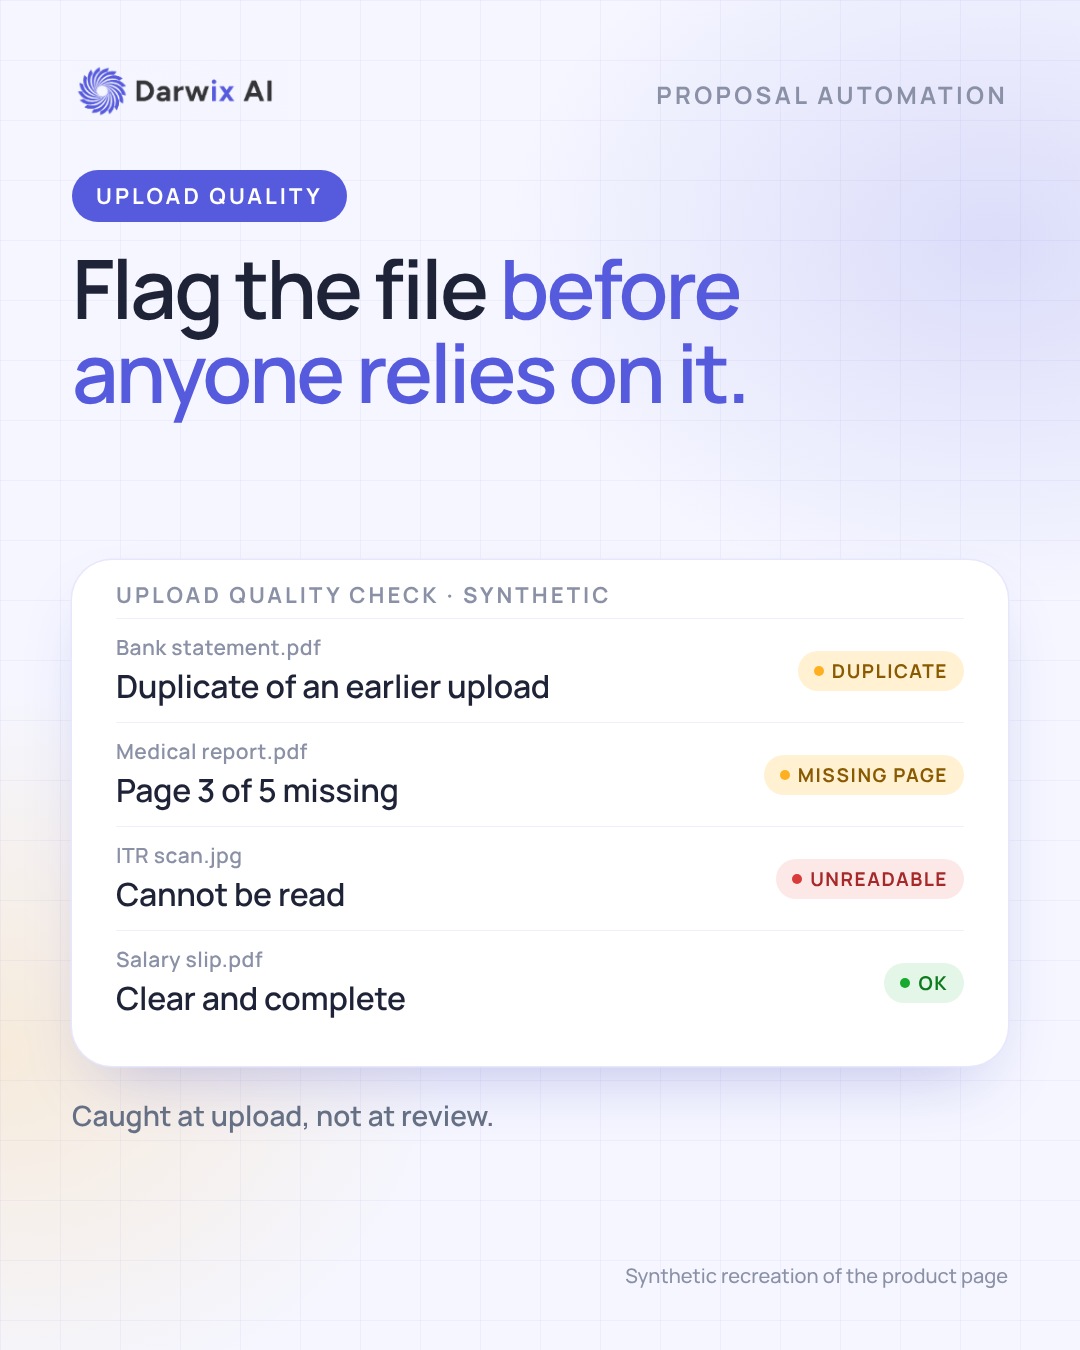 Darwix AI
PROPOSAL AUTOMATION
UPLOAD QUALITY
Flag the file before
anyone relies on it.
UPLOAD QUALITY CHECK · SYNTHETIC
Bank statement.pdf
Duplicate of an earlier upload
DUPLICATE
Medical report.pdf
Page 3 of 5 missing
MISSING PAGE
ITR scan.jpg
Cannot be read
UNREADABLE
Salary slip.pdf
Clear and complete
OK
Caught at upload, not at review.
Synthetic recreation of the product page